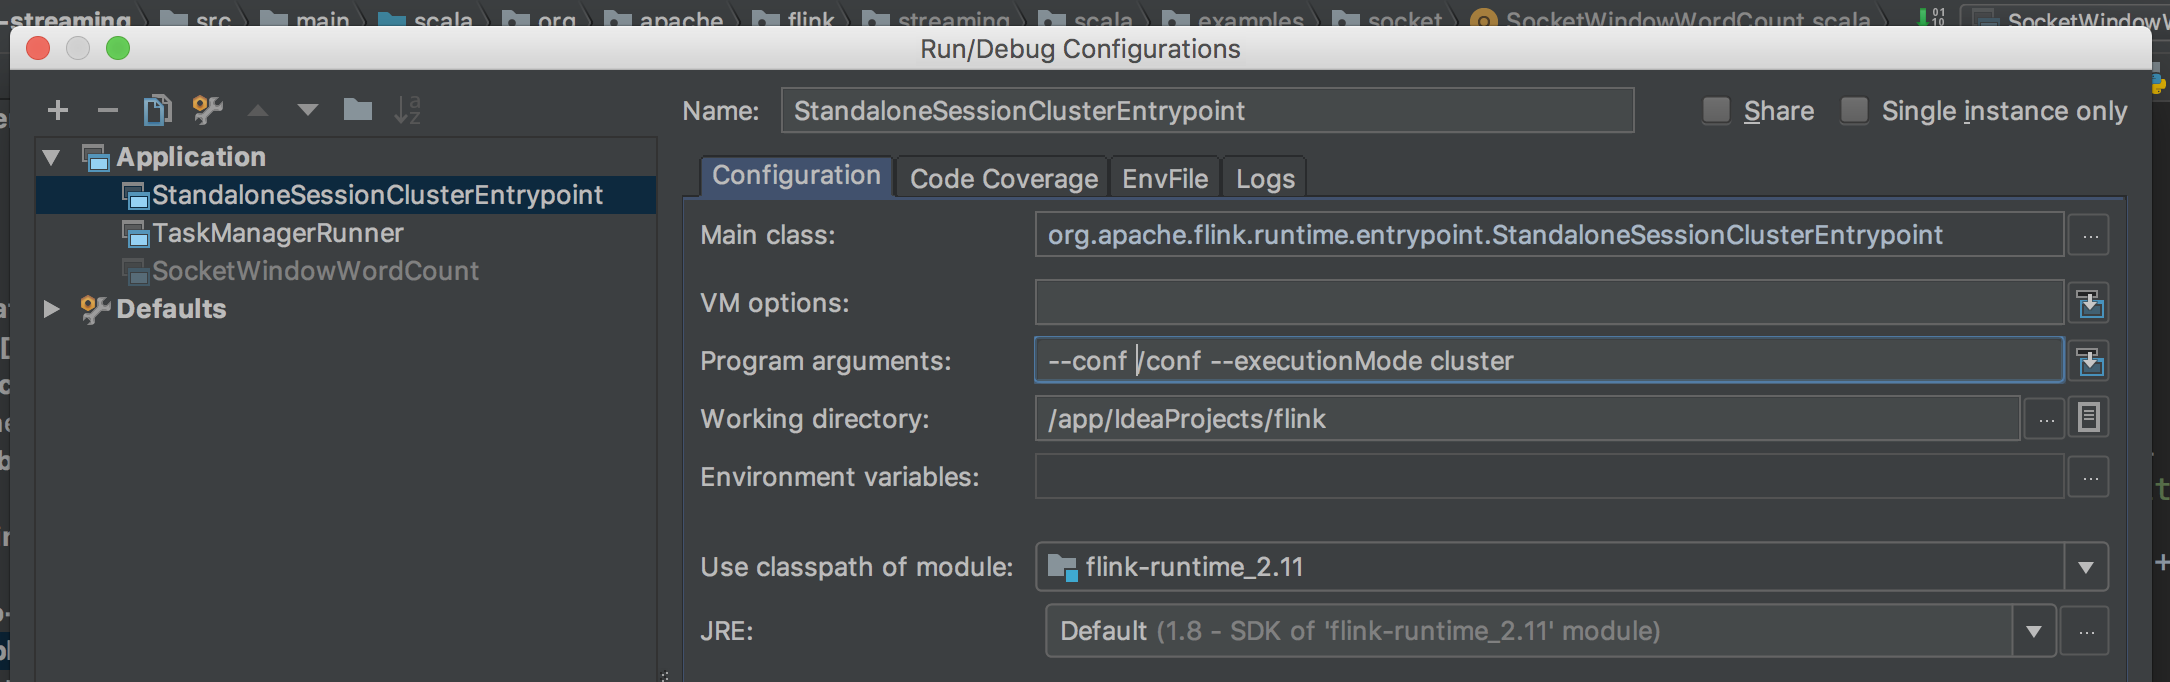 -streaming src main scala org apache flink streaming scala examples socket SocketWindowWordCount.scala SocketWindowW
Run/Debug Configurations
Name: StandaloneSessionClusterEntrypoint Share Single instance only
Application
StandaloneSessionClusterEntrypoint
TaskManagerRunner
SocketWindowWordCount
Defaults
Configuration Code Coverage EnvFile Logs
Main class: org.apache.flink.runtime.entrypoint.StandaloneSessionClusterEntrypoint ...
VM options:
Program arguments: --conf /conf --executionMode cluster
Working directory: /app/IdeaProjects/flink ...
Environment variables: ...
Use classpath of module: flink-runtime_2.11
JRE: Default (1.8 - SDK of 'flink-runtime_2.11' module) ...